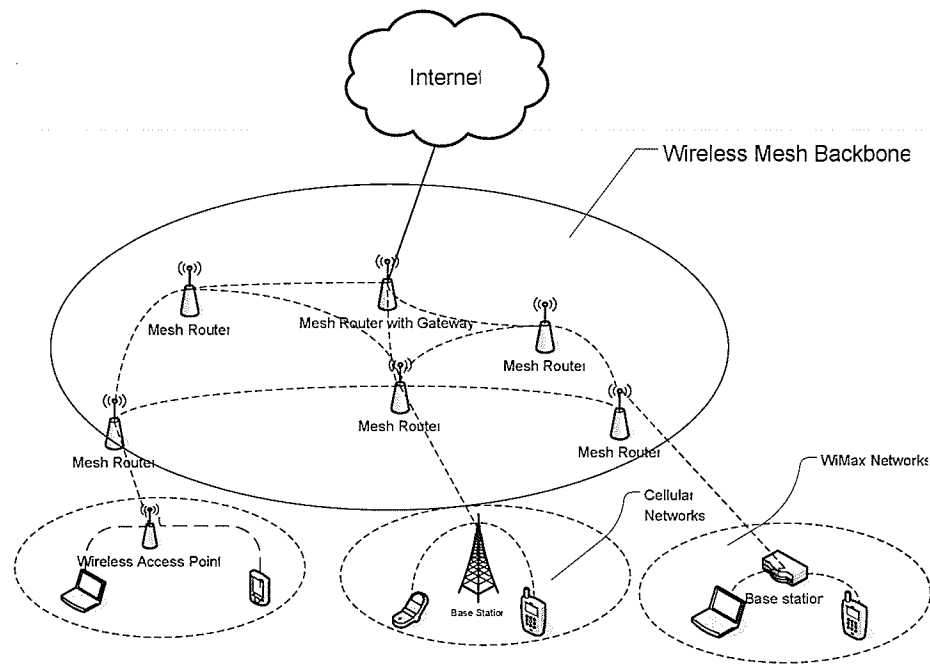 Internet
Wireless Mesh Backbone
Mesh Router
Mesh Router with Gateway
Mesh Router
Mesh Router
Mesh Router
Mesh Router
WiMax Networks
Cellular
Networks
Wireless Access Point
Base Station
Base station